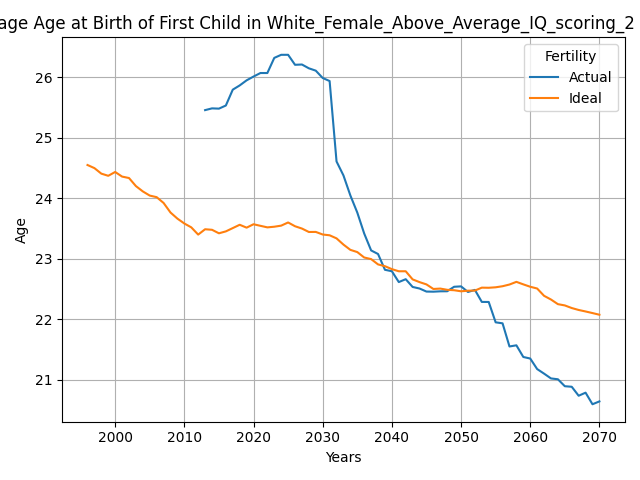 age Age at Birth of First Child in White_Female_Above_Average_IQ_scoring_2
Fertility
Actual
Ideal
26
25
24
23
22
21
Age
2000
2010
2020
2030
2040
2050
2060
2070
Years